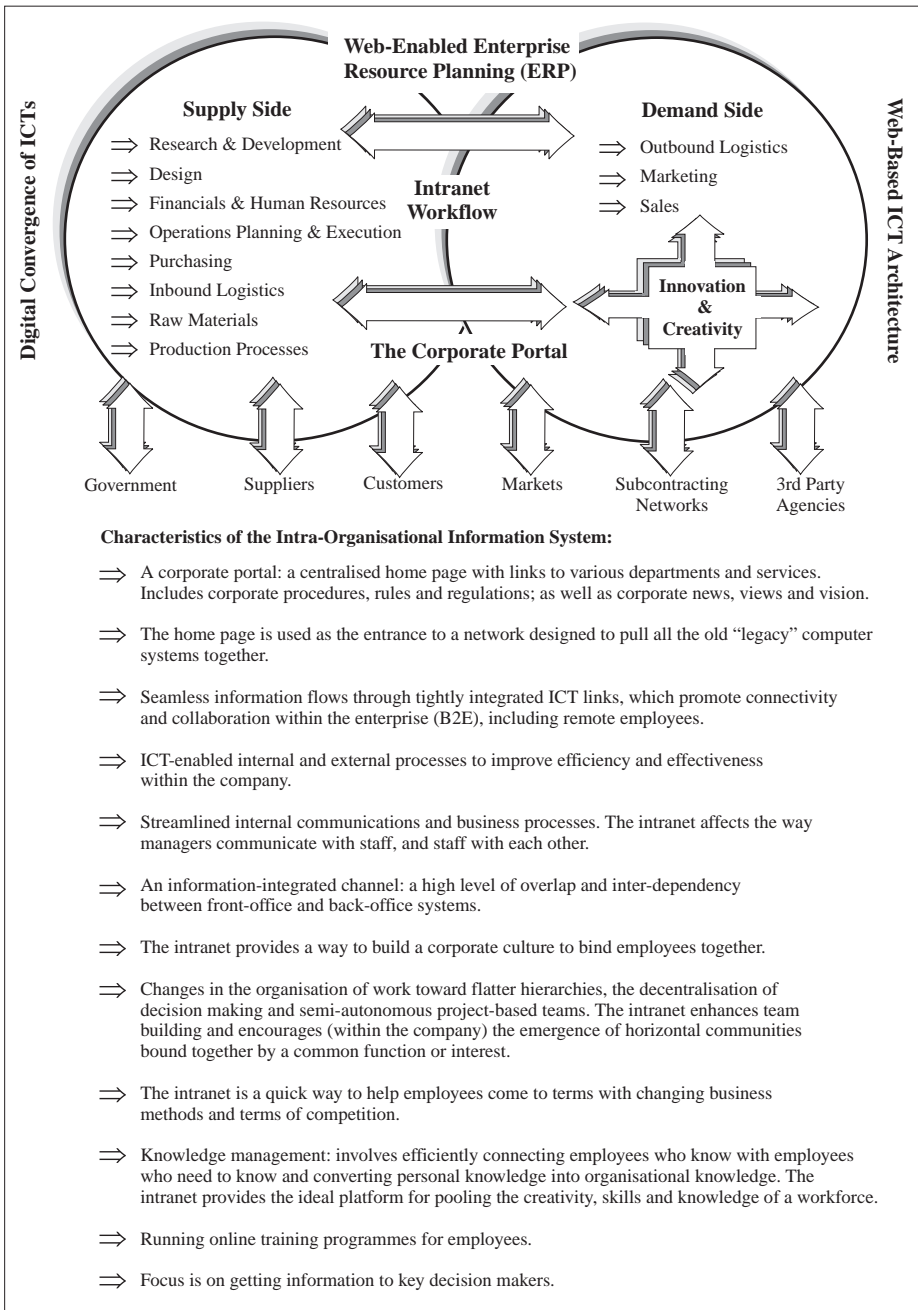 Web-Enabled Enterprise
Resource Planning (ERP)
Digital Convergence of ICTs
Web-Based ICT Architecture
Supply Side
⇒ Research & Development
⇒ Design
⇒ Financials & Human Resources
⇒ Operations Planning & Execution
⇒ Purchasing
⇒ Inbound Logistics
⇒ Raw Materials
⇒ Production Processes
Intranet
Workflow
The Corporate Portal
Demand Side
⇒ Outbound Logistics
⇒ Marketing
⇒ Sales
Innovation
&
Creativity
Government
Suppliers
Customers
Markets
Subcontracting
Networks
3rd Party
Agencies
Characteristics of the Intra-Organisational Information System:
⇒ A corporate portal: a centralised home page with links to various departments and services.
Includes corporate procedures, rules and regulations; as well as corporate news, views and vision.
⇒ The home page is used as the entrance to a network designed to pull all the old “legacy” computer
systems together.
⇒ Seamless information flows through tightly integrated ICT links, which promote connectivity
and collaboration within the enterprise (B2E), including remote employees.
⇒ ICT-enabled internal and external processes to improve efficiency and effectiveness
within the company.
⇒ Streamlined internal communications and business processes. The intranet affects the way
managers communicate with staff, and staff with each other.
⇒ An information-integrated channel: a high level of overlap and inter-dependency
between front-office and back-office systems.
⇒ The intranet provides a way to build a corporate culture to bind employees together.
⇒ Changes in the organisation of work toward flatter hierarchies, the decentralisation of
decision making and semi-autonomous project-based teams. The intranet enhances team
building and encourages (within the company) the emergence of horizontal communities
bound together by a common function or interest.
⇒ The intranet is a quick way to help employees come to terms with changing business
methods and terms of competition.
⇒ Knowledge management: involves efficiently connecting employees who know with employees
who need to know and converting personal knowledge into organisational knowledge. The
intranet provides the ideal platform for pooling the creativity, skills and knowledge of a workforce.
⇒ Running online training programmes for employees.
⇒ Focus is on getting information to key decision makers.